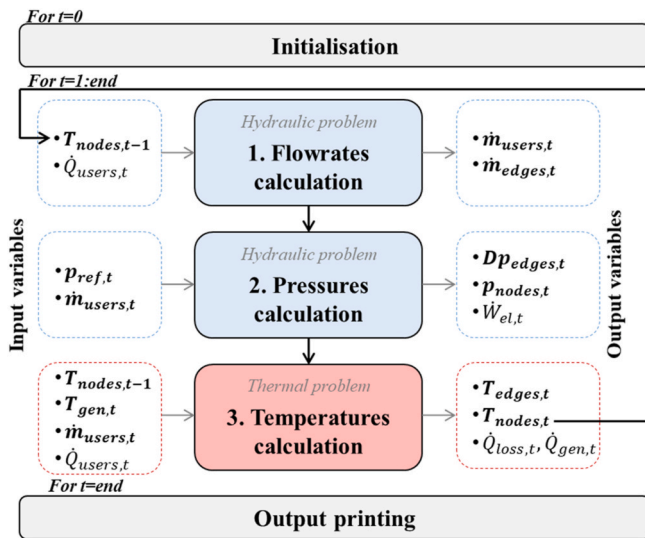 For t=0
Initialisation
For t=1:end
Input variables
• T_nodes,t−1
• Q̇_users,t
Hydraulic problem
1. Flowrates
calculation
• ṁ_users,t
• ṁ_edges,t
• p_ref,t
• ṁ_users,t
Hydraulic problem
2. Pressures
calculation
• Dp_edges,t
• p_nodes,t
• Ẇ_el,t
Output variables
• T_nodes,t−1
• T_gen,t
• ṁ_users,t
• Q̇_users,t
Thermal problem
3. Temperatures
calculation
• T_edges,t
• T_nodes,t
• Q̇_loss,t, Q̇_gen,t
For t=end
Output printing